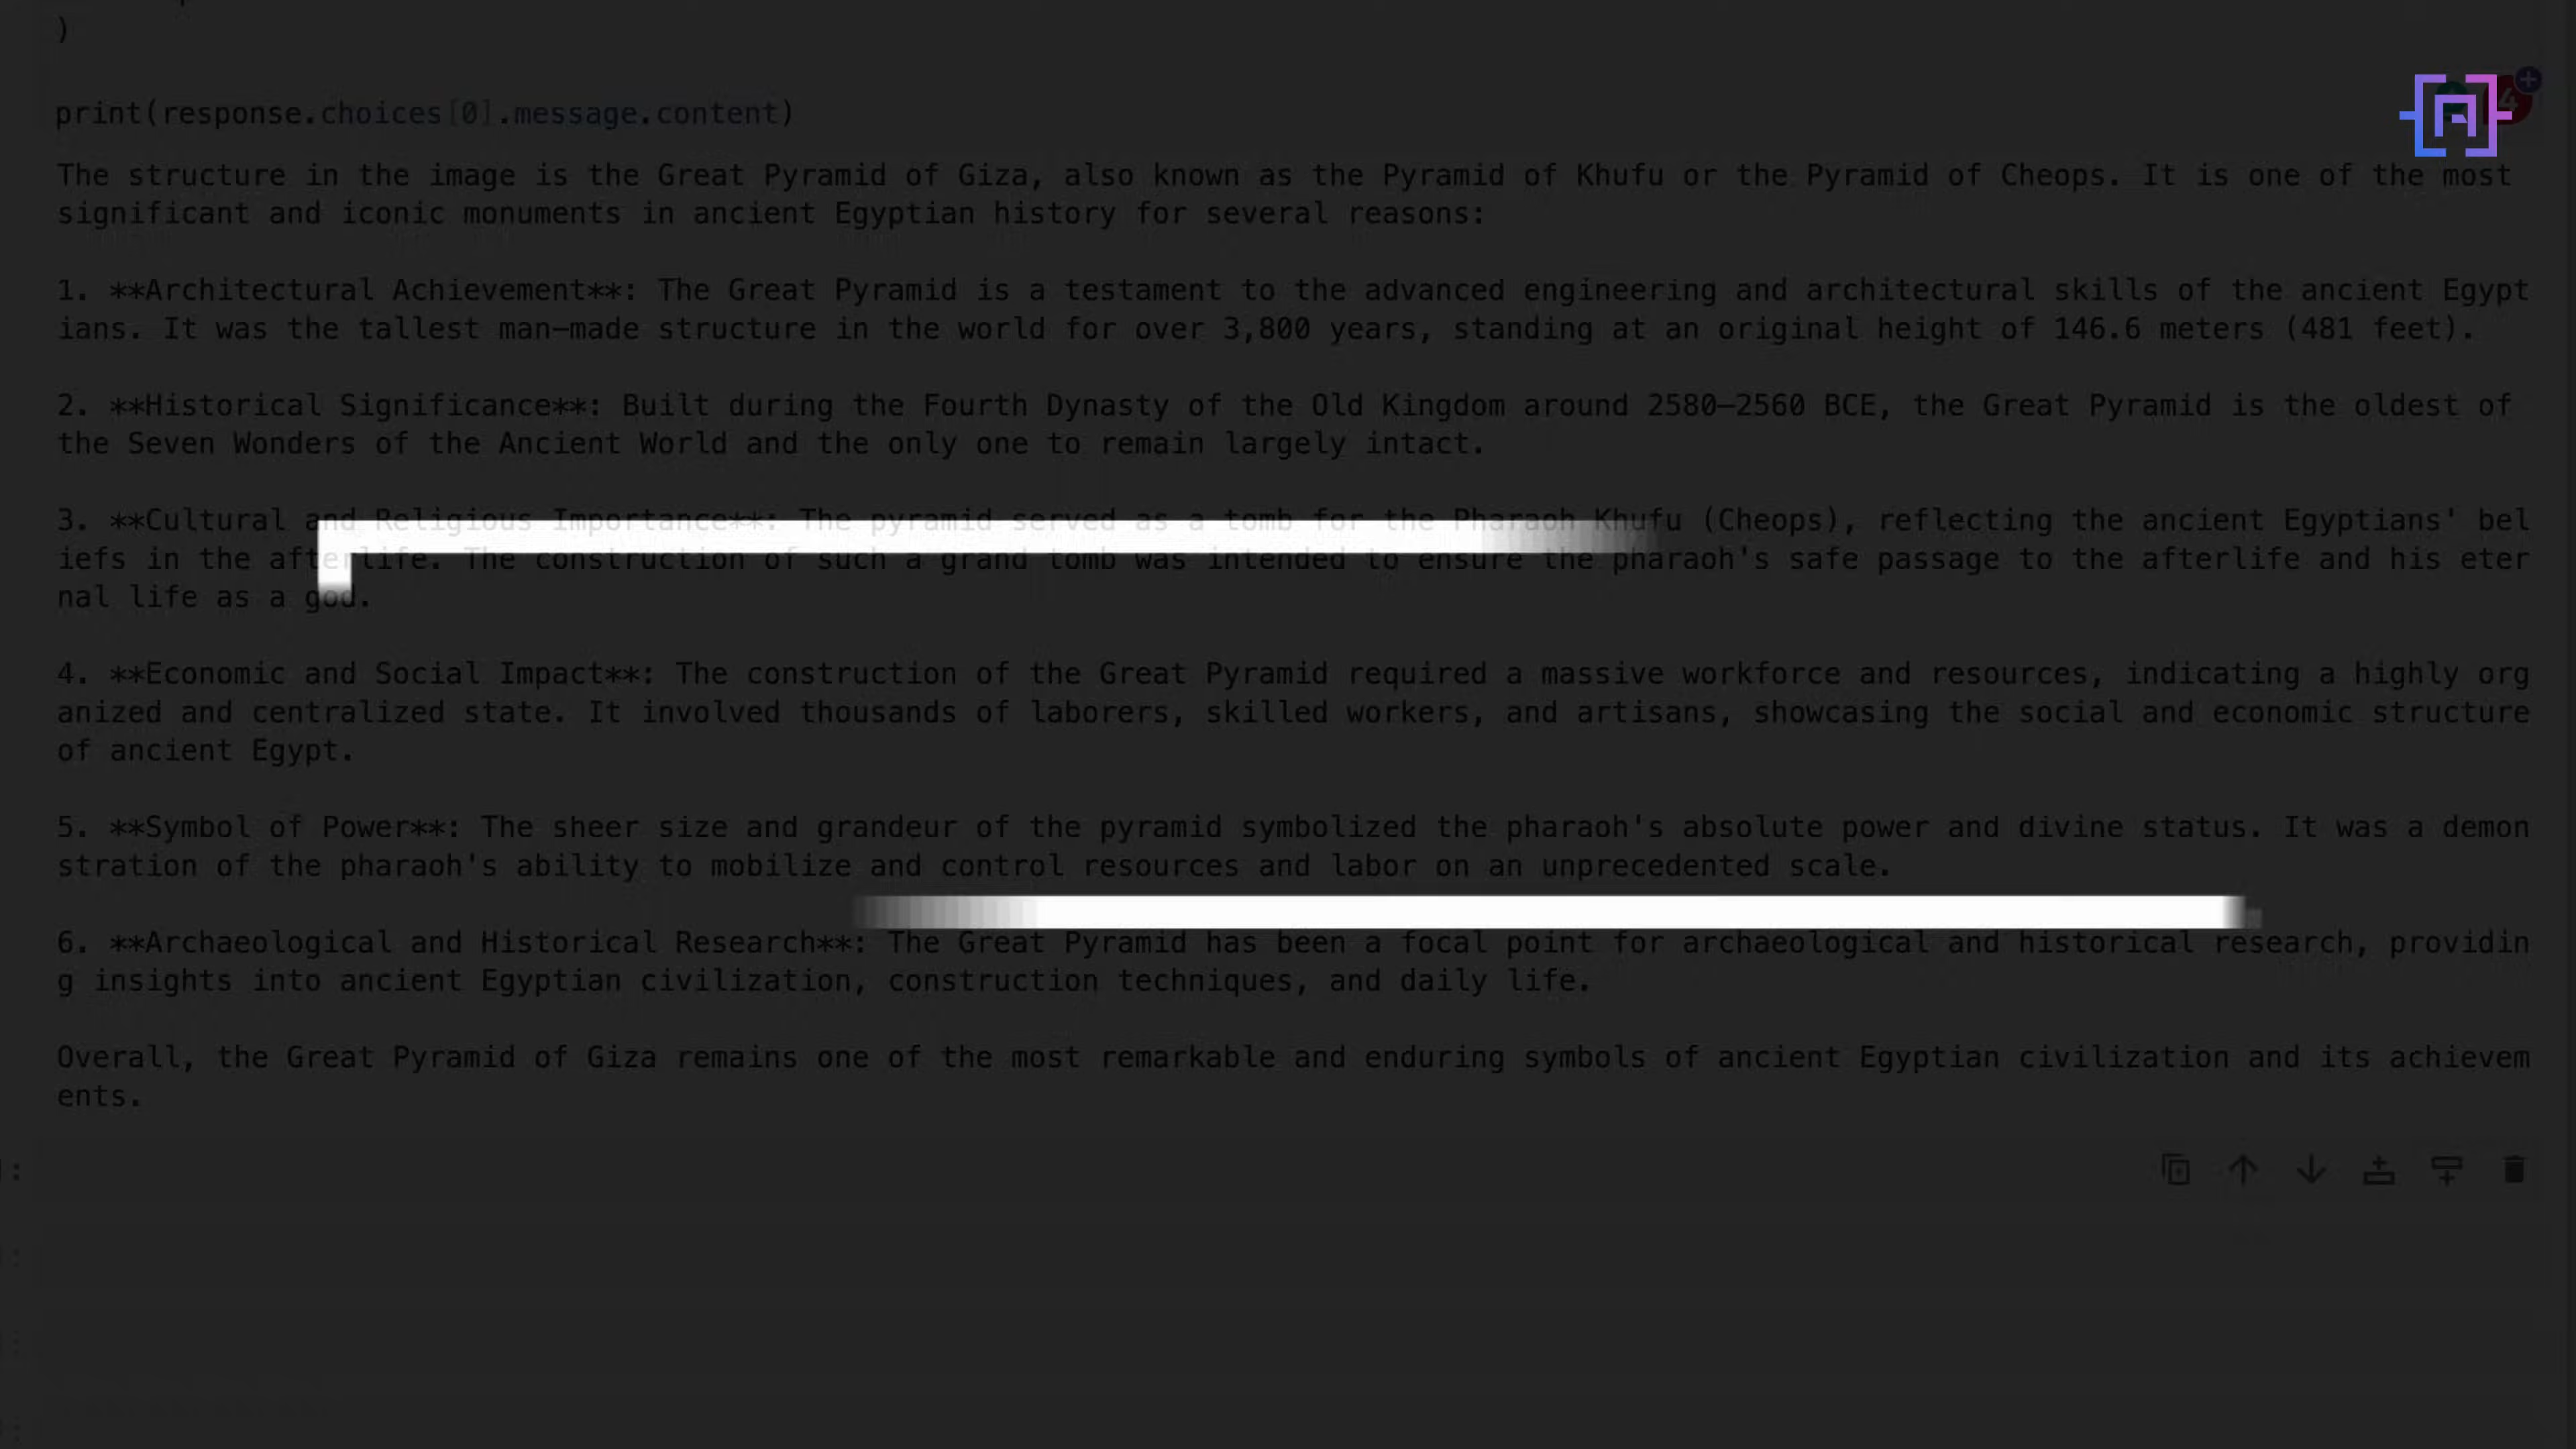 )
print(response.choices[0].message.content)
The structure in the image is the Great Pyramid of Giza, also known as the Pyramid of Khufu or the Pyramid of Cheops. It is one of the most
significant and iconic monuments in ancient Egyptian history for several reasons:
1. **Architectural Achievement**: The Great Pyramid is a testament to the advanced engineering and architectural skills of the ancient Egypt
ians. It was the tallest man-made structure in the world for over 3,800 years, standing at an original height of 146.6 meters (481 feet).
2. **Historical Significance**: Built during the Fourth Dynasty of the Old Kingdom around 2580–2560 BCE, the Great Pyramid is the oldest of
the Seven Wonders of the Ancient World and the only one to remain largely intact.
3. **Cultural and Religious Importance**: The pyramid served as a tomb for the Pharaoh Khufu (Cheops), reflecting the ancient Egyptians' bel
iefs in the afterlife. The construction of such a grand tomb was intended to ensure the pharaoh's safe passage to the afterlife and his eter
nal life as a god.
4. **Economic and Social Impact**: The construction of the Great Pyramid required a massive workforce and resources, indicating a highly org
anized and centralized state. It involved thousands of laborers, skilled workers, and artisans, showcasing the social and economic structure
of ancient Egypt.
5. **Symbol of Power**: The sheer size and grandeur of the pyramid symbolized the pharaoh's absolute power and divine status. It was a demon
stration of the pharaoh's ability to mobilize and control resources and labor on an unprecedented scale.
6. **Archaeological and Historical Research**: The Great Pyramid has been a focal point for archaeological and historical research, providin
g insights into ancient Egyptian civilization, construction techniques, and daily life.
Overall, the Great Pyramid of Giza remains one of the most remarkable and enduring symbols of ancient Egyptian civilization and its achievem
ents.